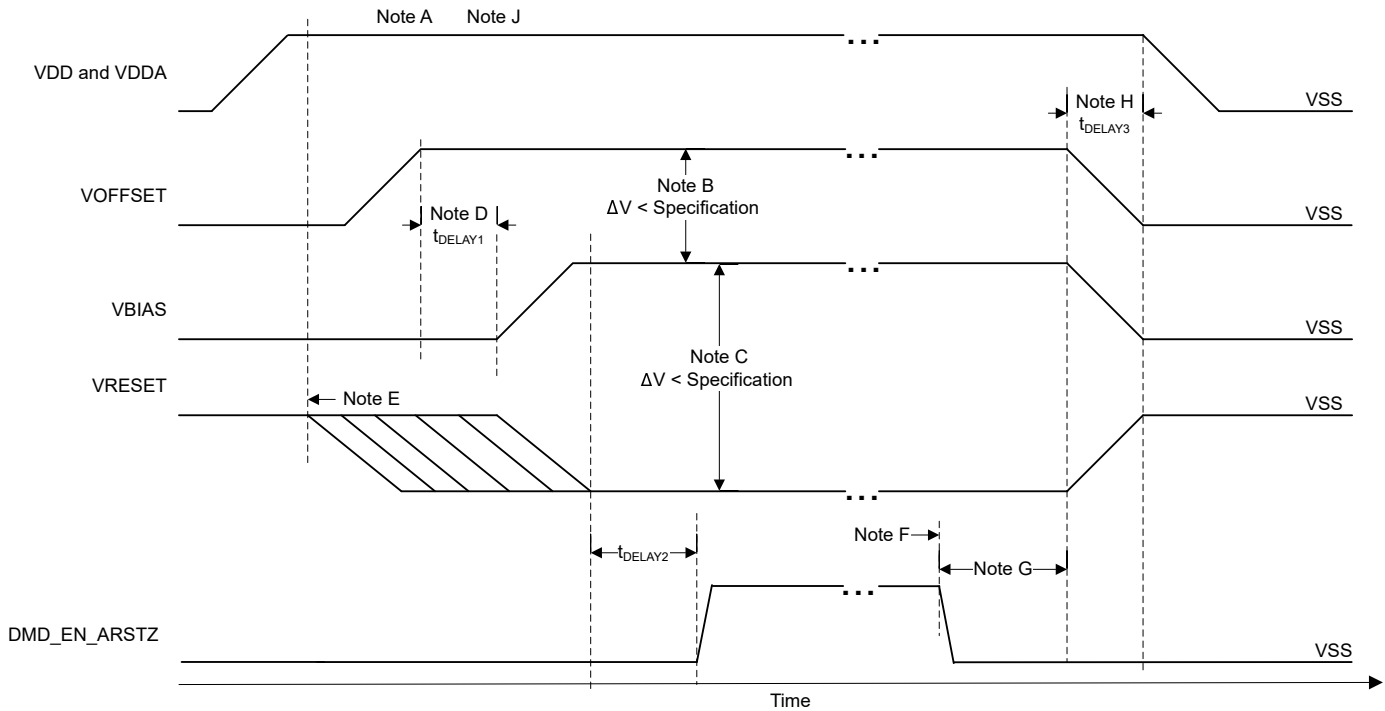 Note A Note J
...
VDD and VDDA
VSS
Note H
tDELAY3
...
VOFFSET
Note B
ΔV < Specification
Note D
tDELAY1
VSS
...
VBIAS
VSS
Note C
ΔV < Specification
VRESET
Note E
VSS
...
Note F
tDELAY2
Note G
...
DMD_EN_ARSTZ
VSS
Time